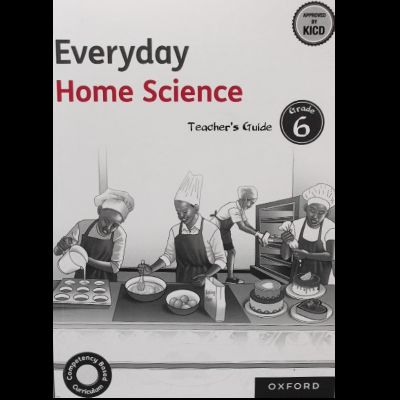 APPROVED
BY
KICD
Everyday
Home Science
Teacher's Guide
Grade
6
Competency Based
Curriculum
OXFORD